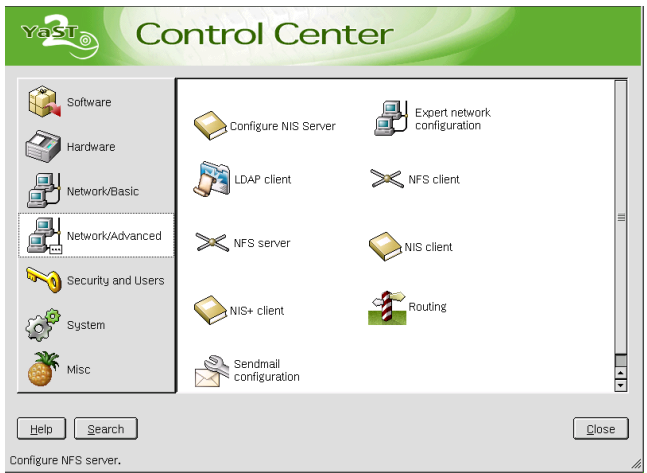 YaST2
Control Center
Software
Hardware
Network/Basic
Network/Advanced
Security and Users
System
Misc
Configure NIS Server
Expert network
configuration
LDAP client
NFS client
NFS server
NIS client
NIS+ client
Routing
Sendmail
configuration
Help
Search
Close
Configure NFS server.